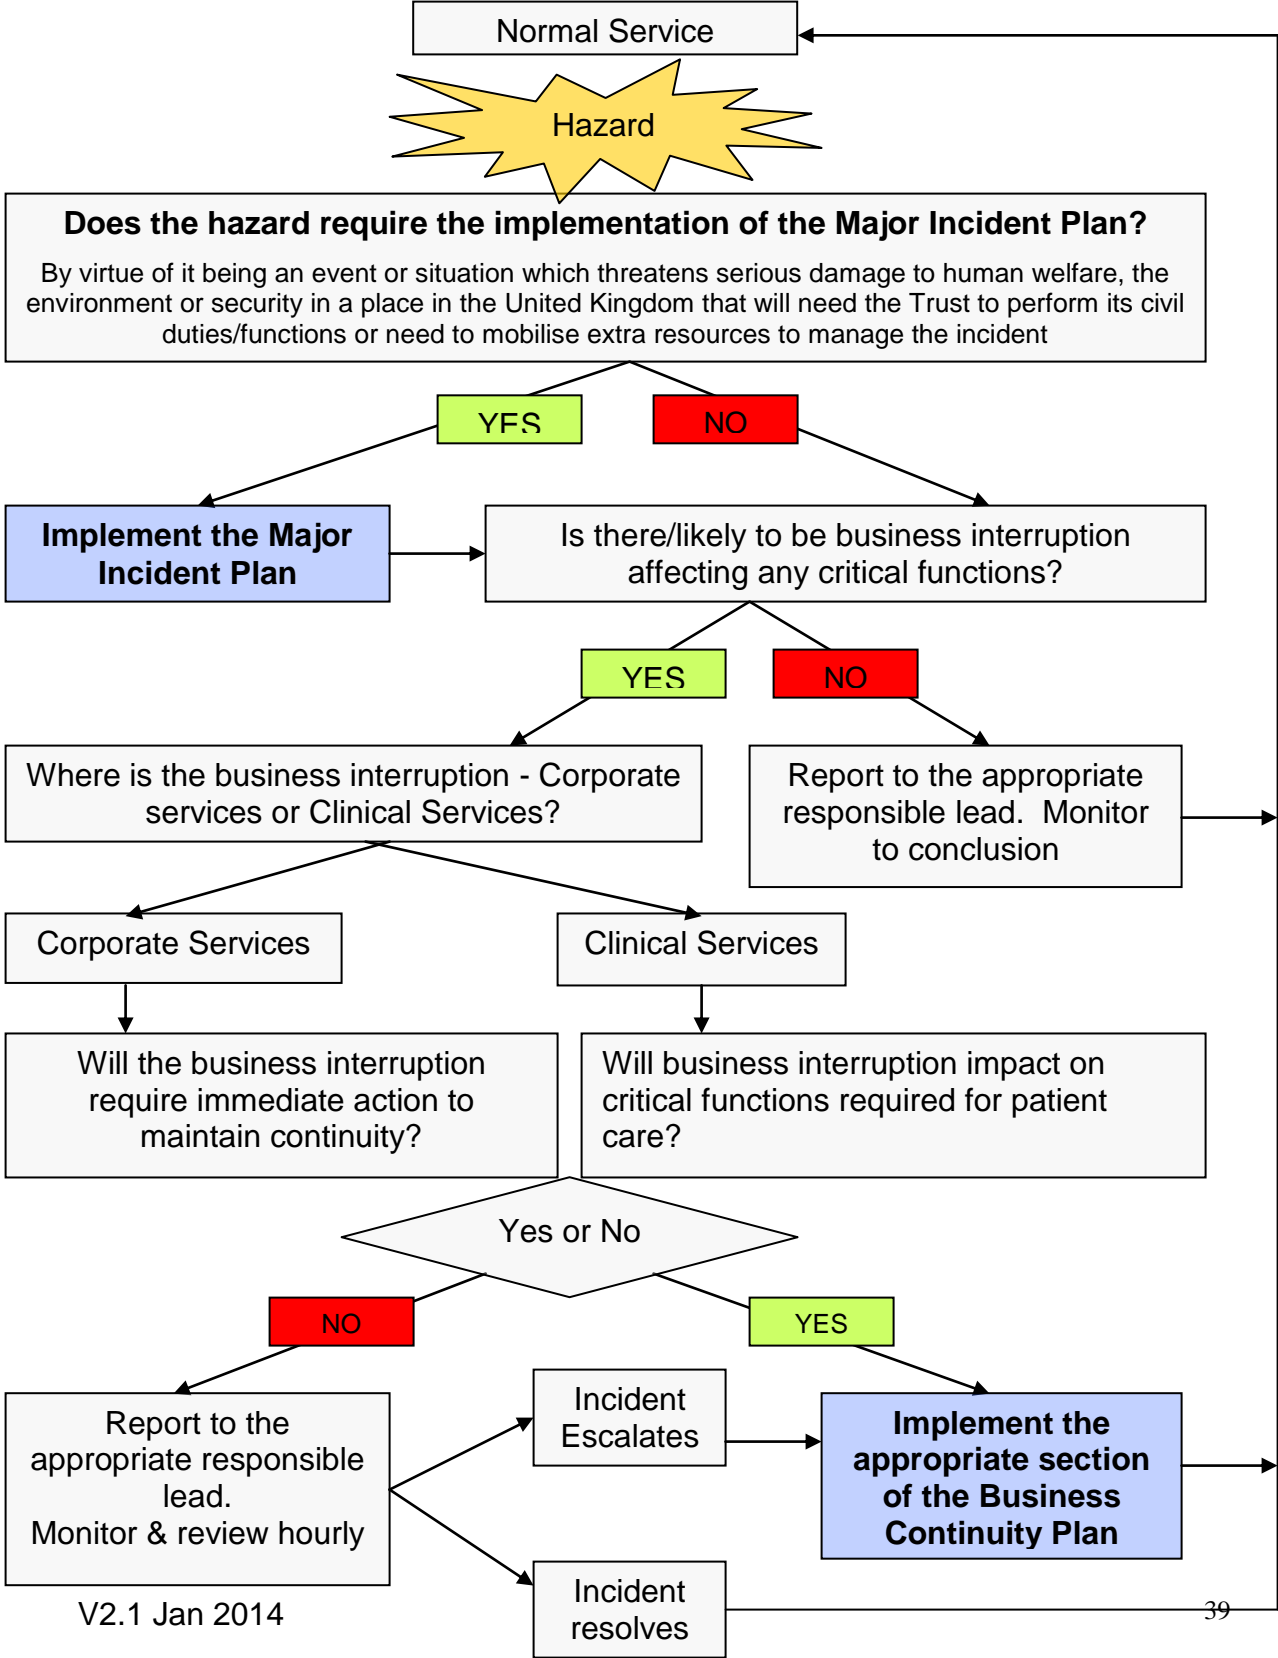 Normal Service
Hazard
Does the hazard require the implementation of the Major Incident Plan?
By virtue of it being an event or situation which threatens serious damage to human welfare, the
environment or security in a place in the United Kingdom that will need the Trust to perform its civil
duties/functions or need to mobilise extra resources to manage the incident
YES
NO
Implement the Major
Incident Plan
Is there/likely to be business interruption
affecting any critical functions?
YES
NO
Where is the business interruption - Corporate
services or Clinical Services?
Report to the appropriate
responsible lead.  Monitor
to conclusion
Corporate Services
Clinical Services
Will the business interruption
require immediate action to
maintain continuity?
Will business interruption impact on
critical functions required for patient
care?
Yes or No
NO
YES
Report to the
appropriate responsible
lead.
Monitor & review hourly
Incident
Escalates
Implement the
appropriate section
of the Business
Continuity Plan
Incident
resolves
V2.1 Jan 2014
39